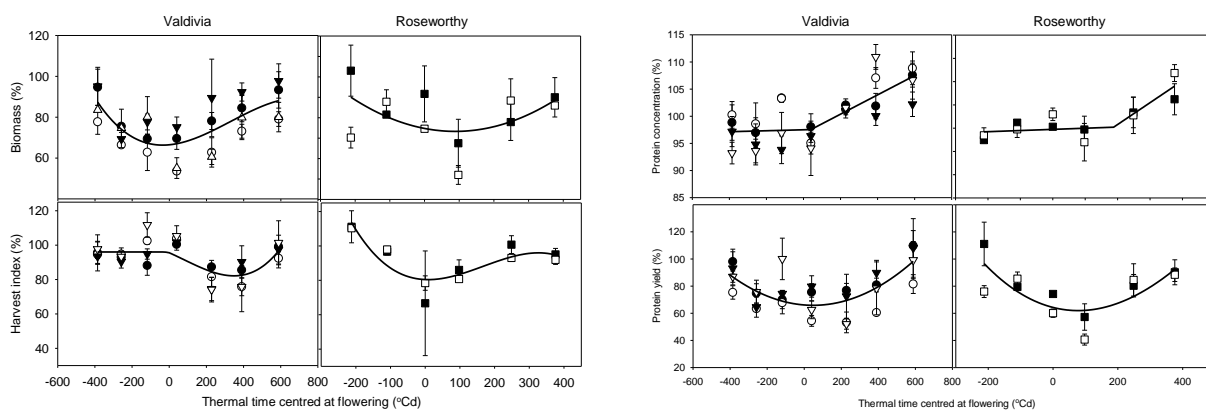 Valdivia Roseworthy
Biomass (%)
120
100
80
60
Harvest index (%)
120
100
80
60
40
-600 -400 -200 0 200 400 600 800 -200 -100 0 100 200 300 400
Thermal time centred at flowering (°Cd)
Valdivia Roseworthy
Protein concentration (%)
115
110
105
100
95
90
85
Protein yield (%)
140
120
100
80
60
40
20
-600 -400 -200 0 200 400 600 800 -200 0 200 400
Thermal time centred at flowering (°Cd)